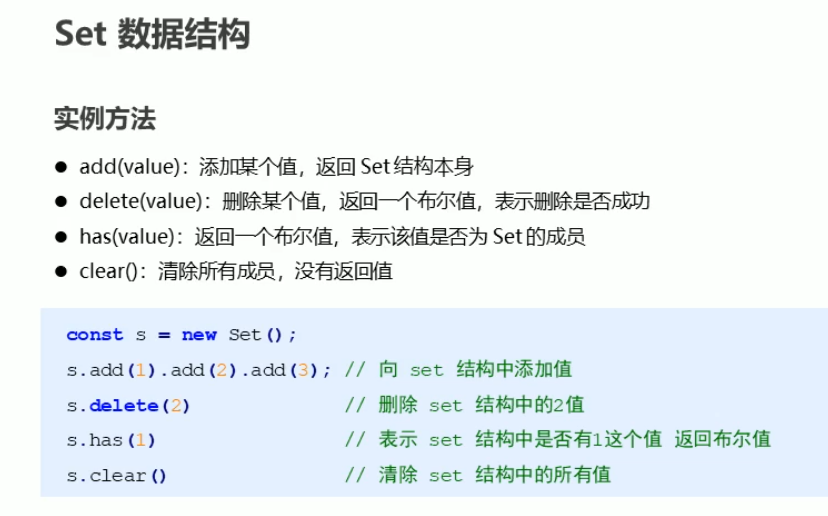 Set 数据结构
实例方法
● add(value)：添加某个值，返回 Set 结构本身
● delete(value)：删除某个值，返回一个布尔值，表示删除是否成功
● has(value)：返回一个布尔值，表示该值是否为 Set 的成员
● clear()：清除所有成员，没有返回值
const s = new Set();
s.add(1).add(2).add(3); // 向 set 结构中添加值
s.delete(2) // 删除 set 结构中的2值
s.has(1) // 表示 set 结构中是否有1这个值 返回布尔值
s.clear() // 清除 set 结构中的所有值